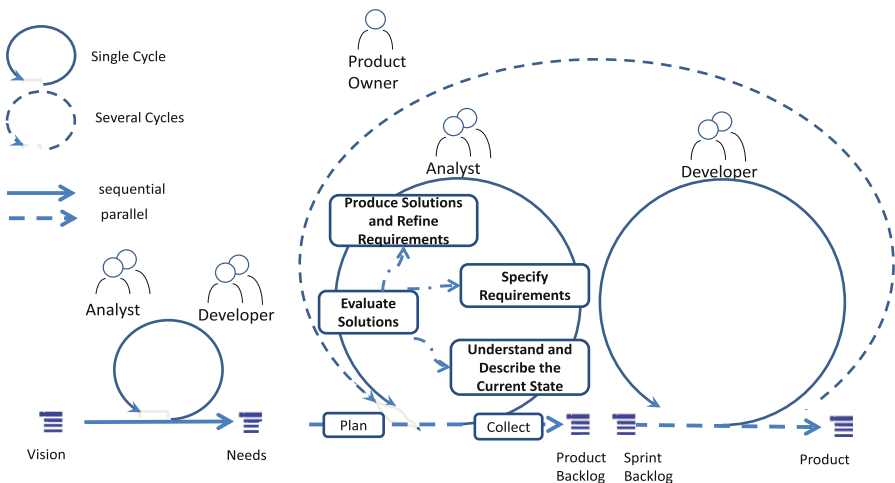 Single Cycle
Several Cycles
sequential
parallel
Product
Owner
Analyst
Developer
Analyst
Developer
Produce Solutions
and Refine
Requirements
Specify
Requirements
Evaluate
Solutions
Understand and
Describe the
Current State
Plan
Collect
Vision
Needs
Product
Backlog
Sprint
Backlog
Product